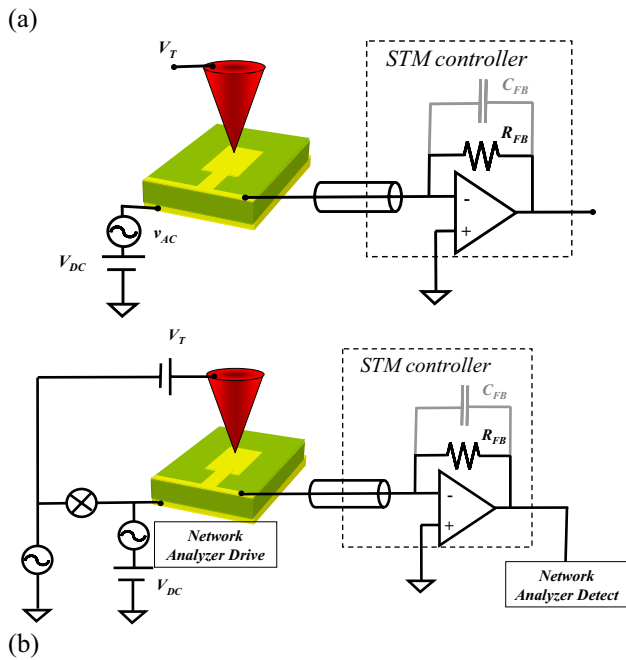 (a)
V_T
STM controller
C_FB
R_FB
-
+
v_AC
V_DC
V_T
STM controller
C_FB
R_FB
-
+
Network
Analyzer Drive
V_DC
Network
Analyzer Detect
(b)